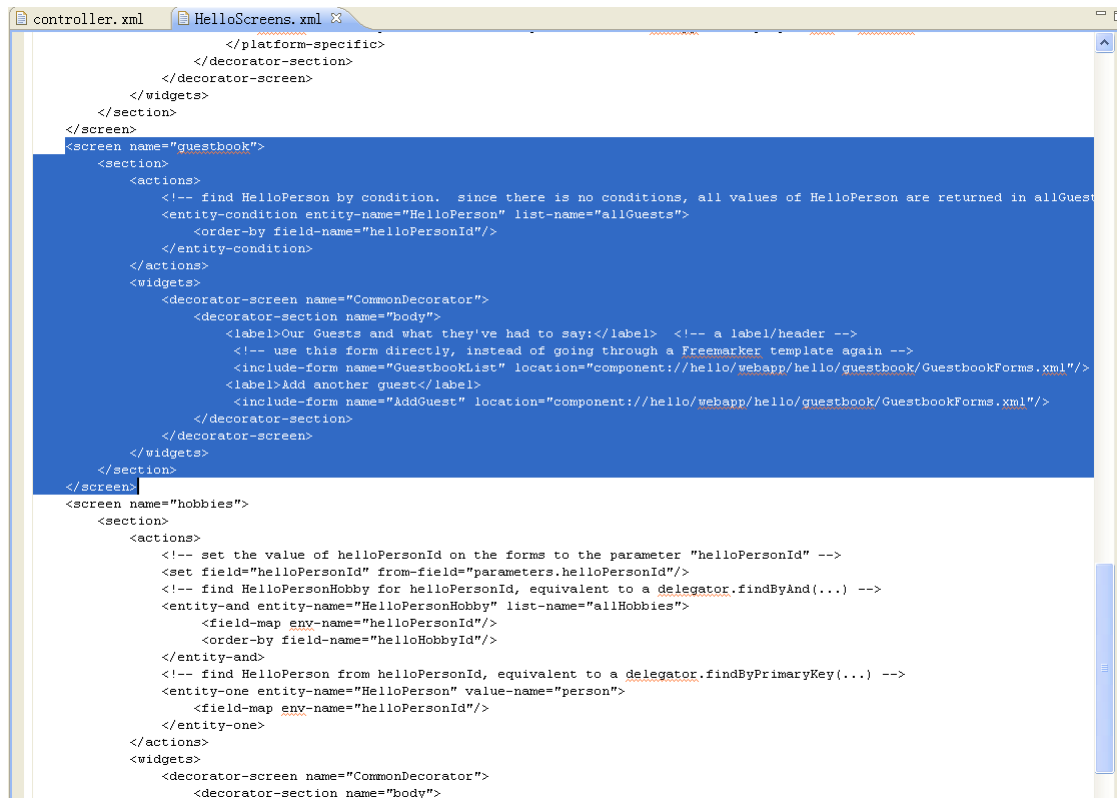 controller.xml HelloScreens.xml
</platform-specific>
</decorator-section>
</decorator-screen>
</widgets>
</section>
</screen>
<screen name="guestbook">
<section>
<actions>
<!-- find HelloPerson by condition.  since there is no conditions, all values of HelloPerson are returned in allGuest
<entity-condition entity-name="HelloPerson" list-name="allGuests">
<order-by field-name="helloPersonId"/>
</entity-condition>
</actions>
<widgets>
<decorator-screen name="CommonDecorator">
<decorator-section name="body">
<label>Our Guests and what they've had to say:</label>  <!-- a label/header -->
<!-- use this form directly, instead of going through a Freemarker template again -->
<include-form name="GuestbookList" location="component://hello/webapp/hello/guestbook/GuestbookForms.xml"/>
<label>Add another guest</label>
<include-form name="AddGuest" location="component://hello/webapp/hello/guestbook/GuestbookForms.xml"/>
</decorator-section>
</decorator-screen>
</widgets>
</section>
</screen>
<screen name="hobbies">
<section>
<actions>
<!-- set the value of helloPersonId on the forms to the parameter "helloPersonId" -->
<set field="helloPersonId" from-field="parameters.helloPersonId"/>
<!-- find HelloPersonHobby for helloPersonId, equivalent to a delegator.findByAnd(...) -->
<entity-and entity-name="HelloPersonHobby" list-name="allHobbies">
<field-map env-name="helloPersonId"/>
<order-by field-name="helloHobbyId"/>
</entity-and>
<!-- find HelloPerson from helloPersonId, equivalent to a delegator.findByPrimaryKey(...) -->
<entity-one entity-name="HelloPerson" value-name="person">
<field-map env-name="helloPersonId"/>
</entity-one>
</actions>
<widgets>
<decorator-screen name="CommonDecorator">
<decorator-section name="body">